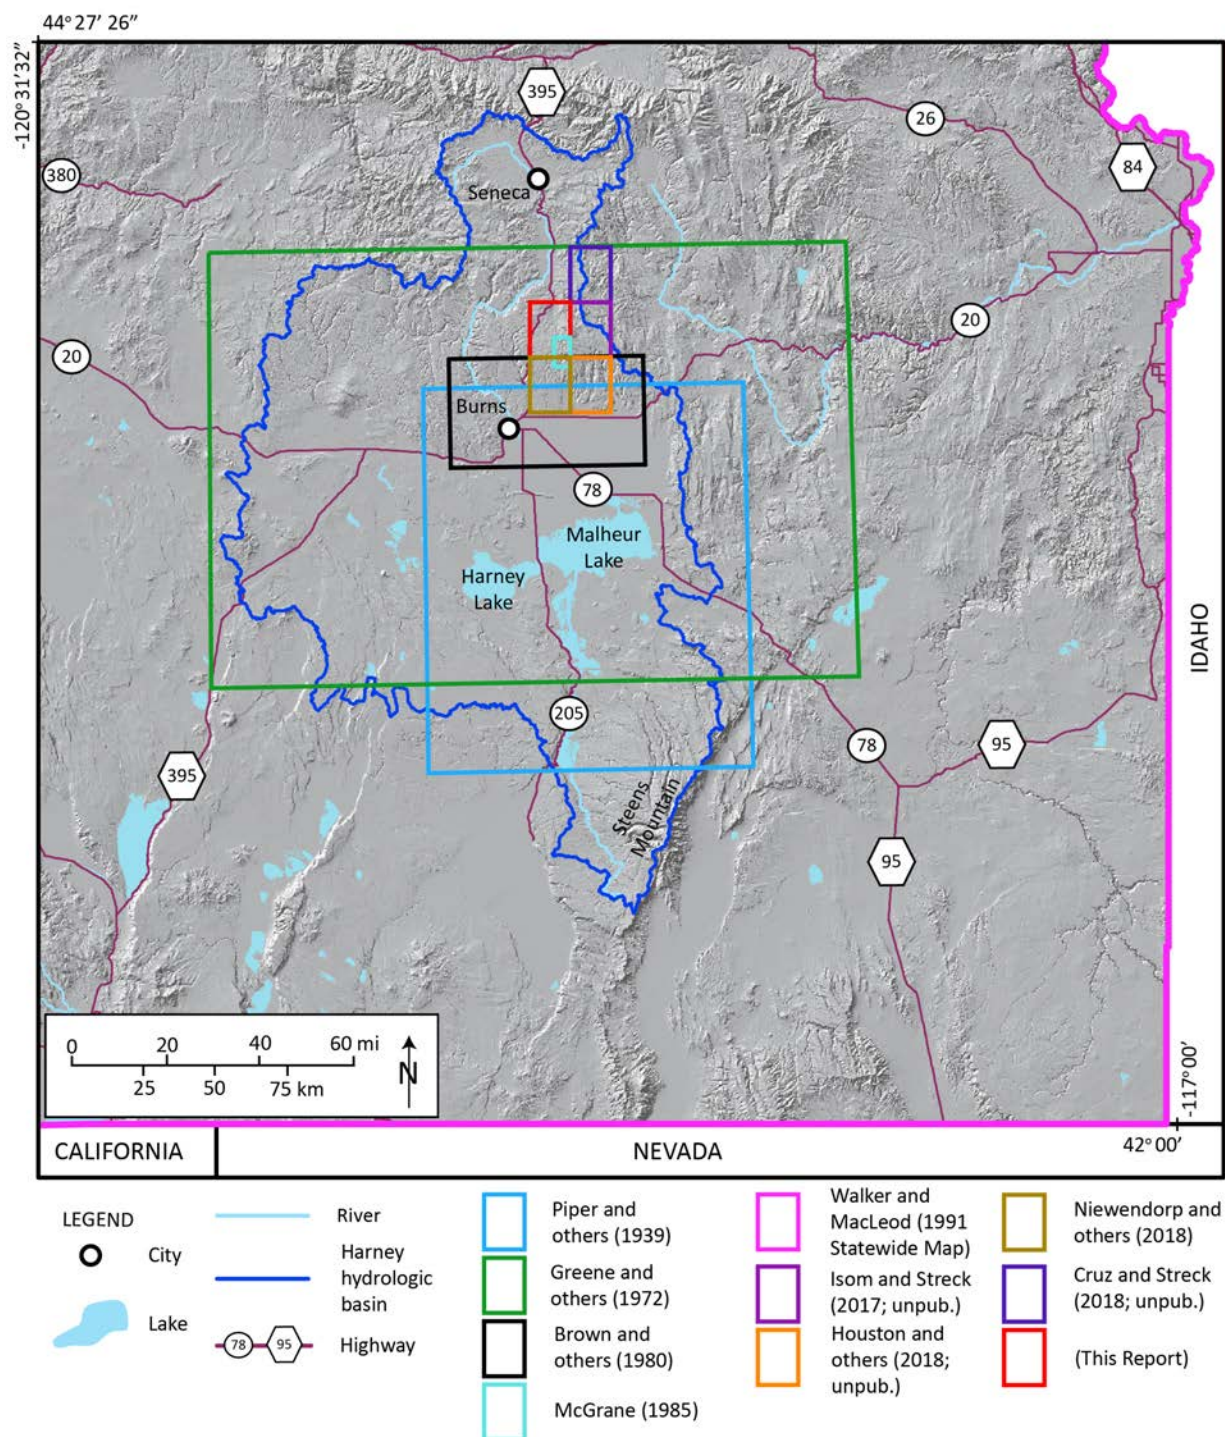 44° 27′ 26″
-120°31′32″
395
26
84
380
Seneca
20
20
Burns
78
Malheur
Lake
Harney
Lake
IDAHO
205
78
95
395
Steens
Mountain
95
0 20 40 60 mi
25 50 75 km
N
-117°00′
42°00′
CALIFORNIA
NEVADA
LEGEND
City
Lake
River
Harney
hydrologic
basin
78 95 Highway
Piper and
others (1939)
Greene and
others (1972)
Brown and
others (1980)
McGrane (1985)
Walker and
MacLeod (1991
Statewide Map)
Isom and Streck
(2017; unpub.)
Houston and
others (2018;
unpub.)
Niewendorp and
others (2018)
Cruz and Streck
(2018; unpub.)
(This Report)